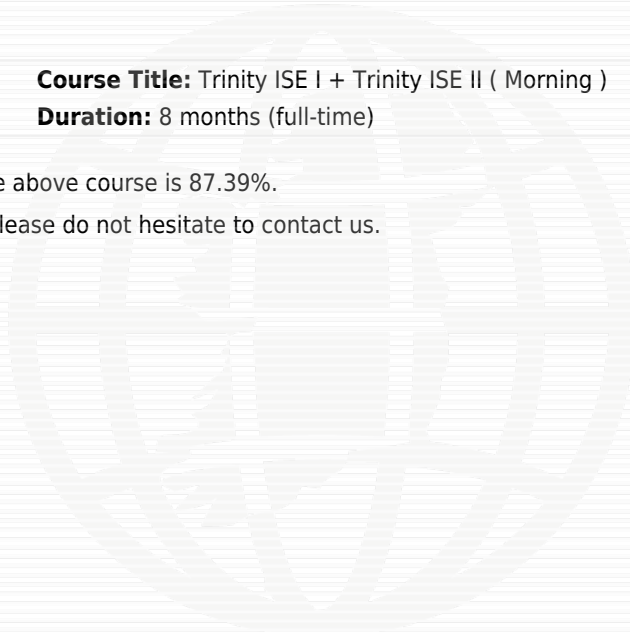 Course Title: Trinity ISE I + Trinity ISE II ( Morning )
Duration: 8 months (full-time)
above course is 87.39%.
do not hesitate to contact us.